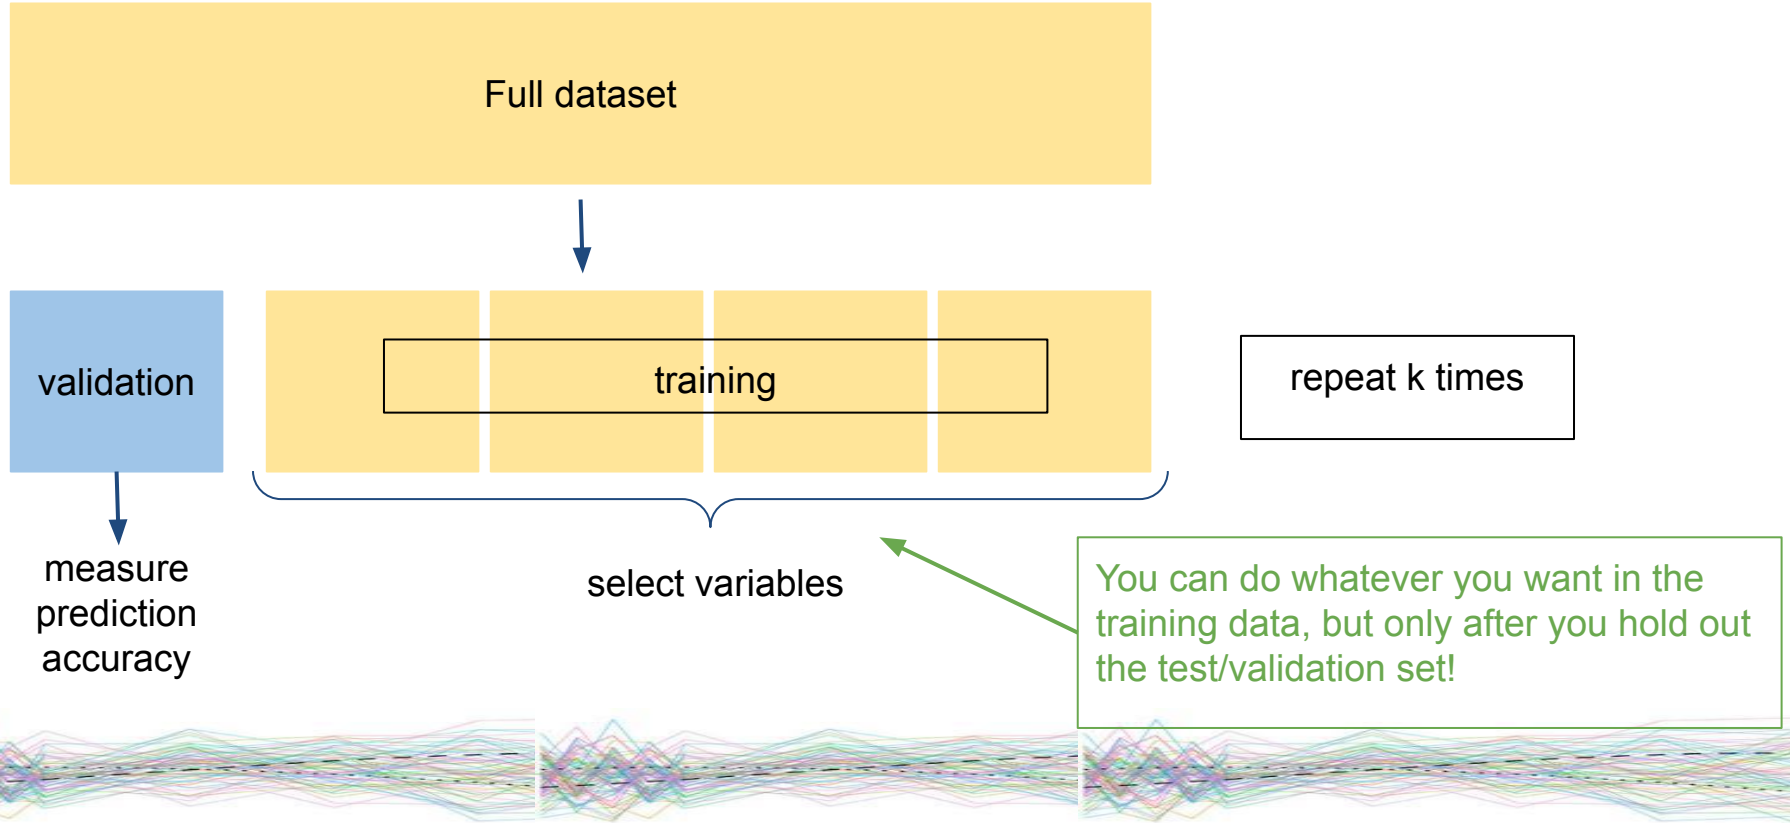 Full dataset
validation
training
repeat k times
measure
prediction
accuracy
select variables
You can do whatever you want in the
training data, but only after you hold out
the test/validation set!